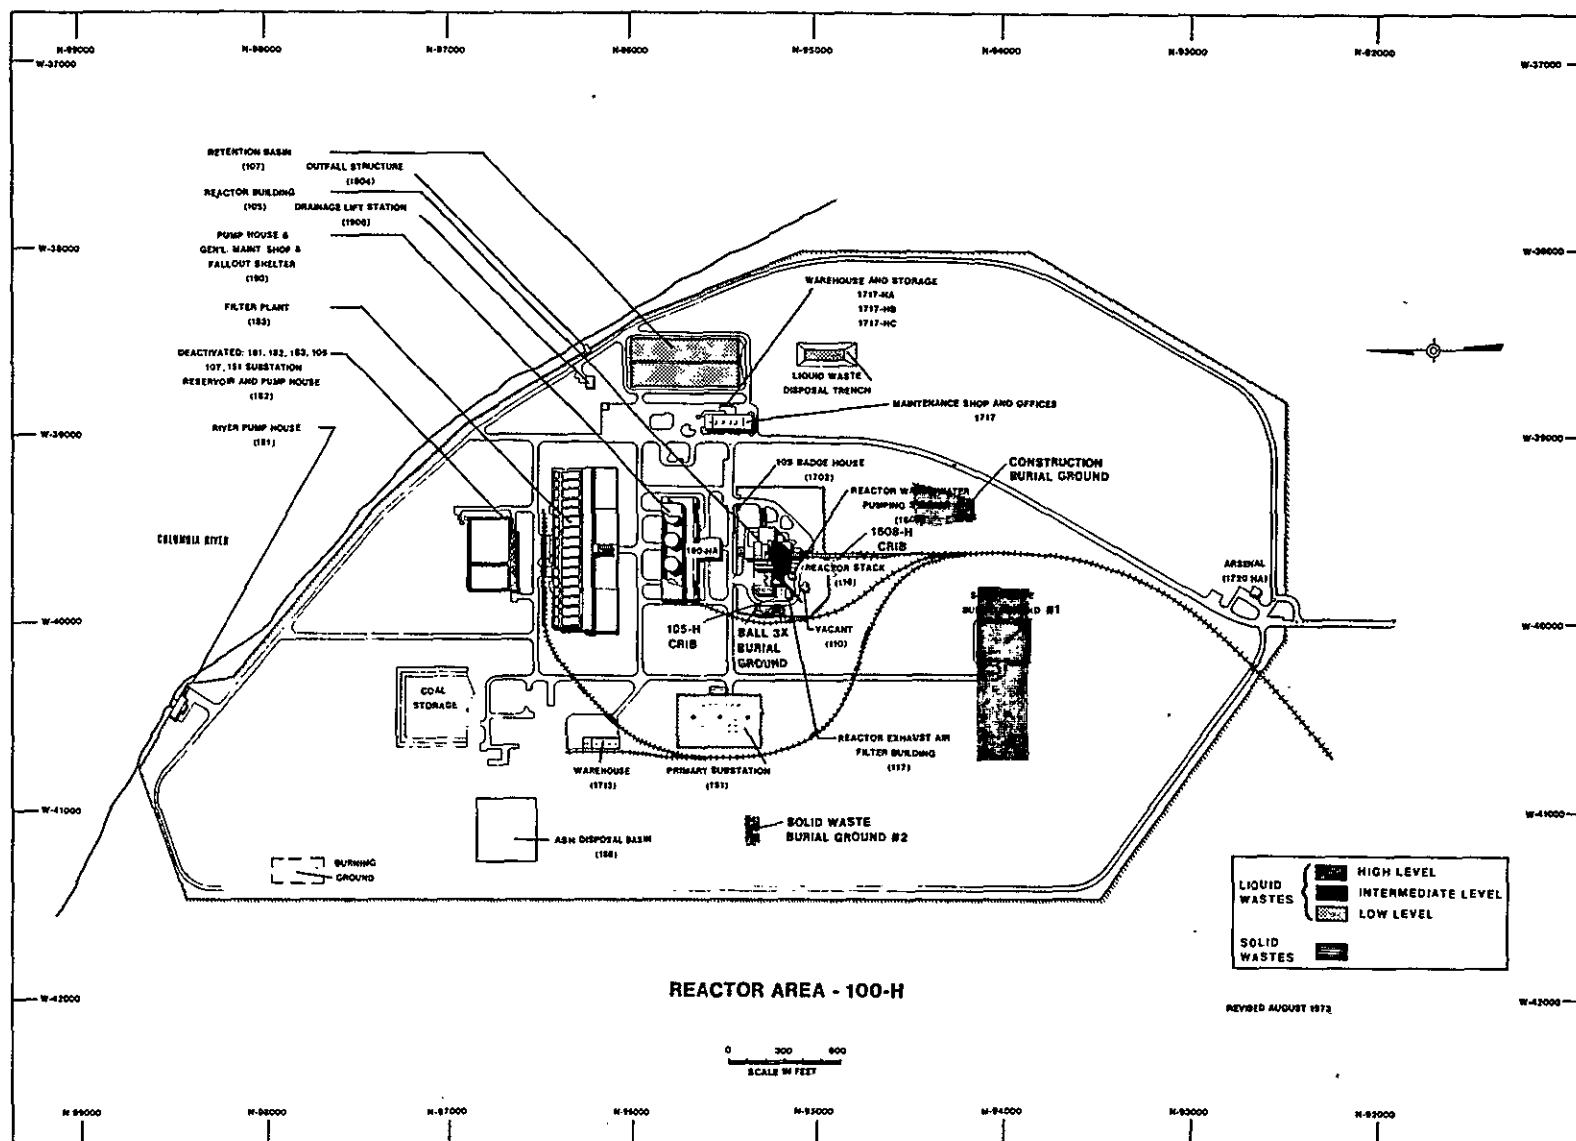 N-99000 N-98000 N-97000 N-96000 N-95000 N-94000 N-93000 N-92000
W-37000 W-37000
RETENTION BASIN
(107)
OUTFALL STRUCTURE
(1904)
REACTOR BUILDING
(105)
DRAINAGE LIFT STATION
PUMP HOUSE &
GEN'L. MAINT SHOP &
FALLOUT SHELTER
(190)
W-38000 W-38000
WAREHOUSE AND STORAGE
1717-HA
1717-HB
1717-HC
FILTER PLANT
(183)
DEACTIVATED: 181, 182, 183, 105
107, 151 SUBSTATION
RESERVOIR AND PUMP HOUSE
(182)
LIQUID WASTE
DISPOSAL TRENCH
MAINTENANCE SHOP AND OFFICES
1717
RIVER PUMP HOUSE
(181)
W-39000 W-39000
105 BADGE HOUSE
(1702)
CONSTRUCTION
BURIAL GROUND
REACTOR
PUMPING
1608-H
CRIB
COLUMBIA RIVER
190-HA
REACTOR STACK
(116)
ARSENAL
(1720 HA)
#1
W-40000 W-40000
105-H
CRIB
BALL 3X
BURIAL
GROUND
VACANT
(110)
COAL
STORAGE
REACTOR EXHAUST AIR
FILTER BUILDING
(117)
WAREHOUSE
(1713)
PRIMARY SUBSTATION
(151)
W-41000 W-41000
SOLID WASTE
BURIAL GROUND #2
ASH DISPOSAL BASIN
(188)
BURNING
GROUND
LIQUID
WASTES
HIGH LEVEL
INTERMEDIATE LEVEL
LOW LEVEL
SOLID
WASTES
REACTOR AREA - 100-H
W-42000 W-42000
REVISED AUGUST 1973
0 300 600
SCALE IN FEET
N-99000 N-98000 N-97000 N-96000 N-95000 N-94000 N-93000 N-92000